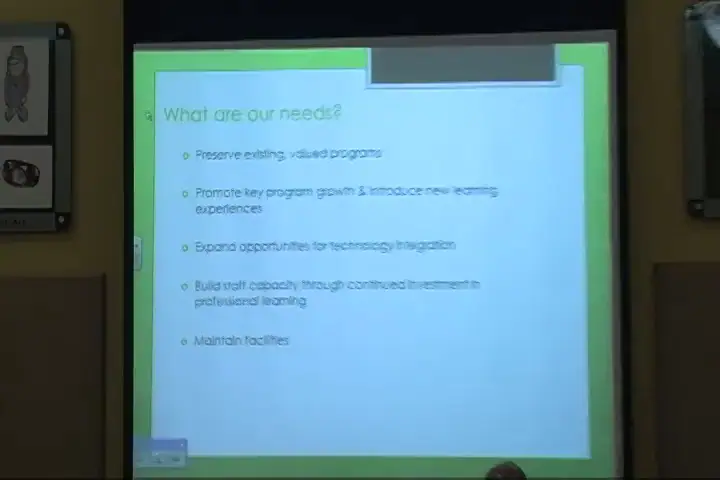 What are our needs?
Preserve existing, valued programs
Promote key program growth & introduce new learning
experiences
Expand opportunities for technology integration
Build staff capacity through continued investment in
professional learning
Maintain facilities